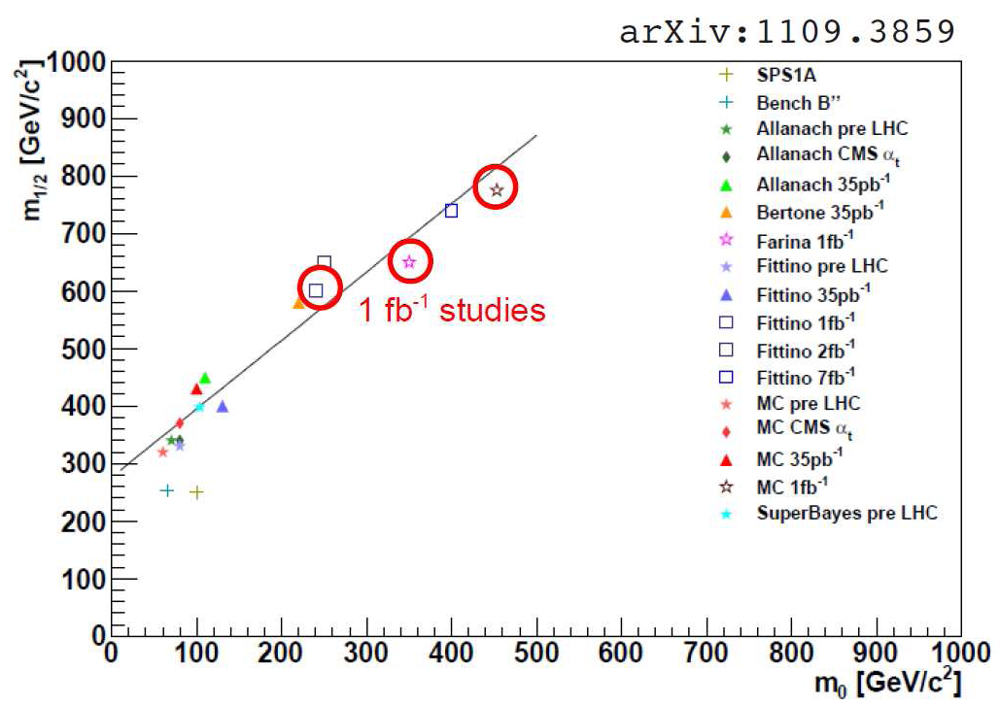 arXiv:1109.3859
m1/2 [GeV/c2]
1000
900
800
700
600
500
400
300
200
100
0
SPS1A
Bench B’’
Allanach pre LHC
Allanach CMS αt
Allanach 35pb-1
Bertone 35pb-1
Farina 1fb-1
Fittino pre LHC
Fittino 35pb-1
Fittino 1fb-1
Fittino 2fb-1
Fittino 7fb-1
MC pre LHC
MC CMS αt
MC 35pb-1
MC 1fb-1
SuperBayes pre LHC
1 fb-1 studies
0 100 200 300 400 500 600 700 800 900 1000
m0 [GeV/c2]